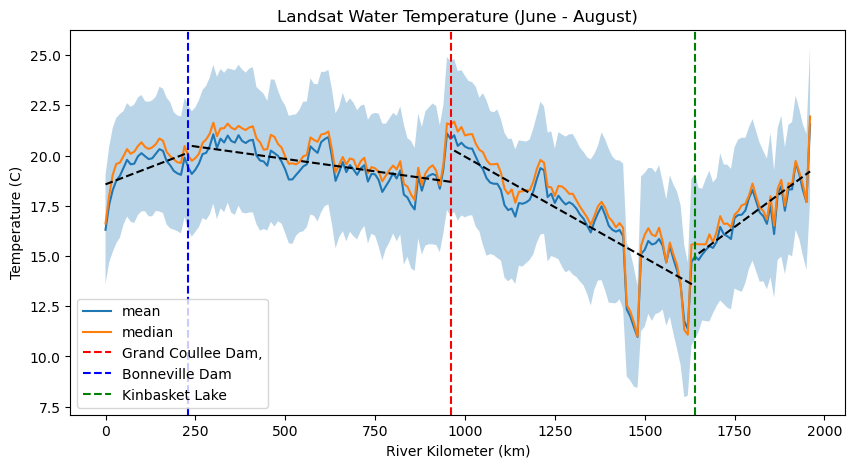 Landsat Water Temperature (June - August)
Temperature (C)
25.0
22.5
20.0
17.5
15.0
12.5
10.0
7.5
mean
median
Grand Coullee Dam,
Bonneville Dam
Kinbasket Lake
0
250
500
750
1000
1250
1500
1750
2000
River Kilometer (km)